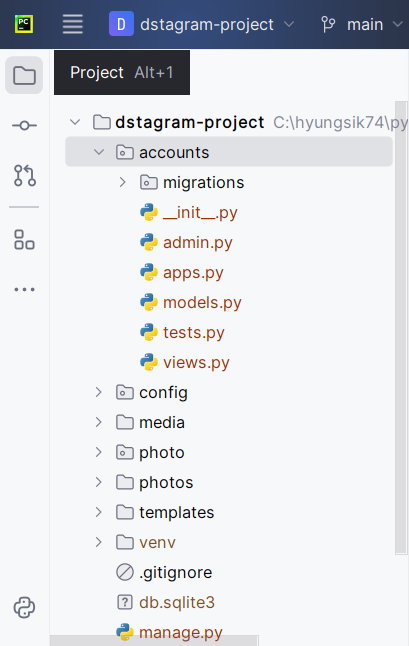 PC
D dstagram-project main
Project Alt+1
dstagram-project C:\hyungsik74\py
accounts
migrations
__init__.py
admin.py
apps.py
models.py
tests.py
views.py
config
media
photo
photos
templates
venv
.gitignore
db.sqlite3
manage.py